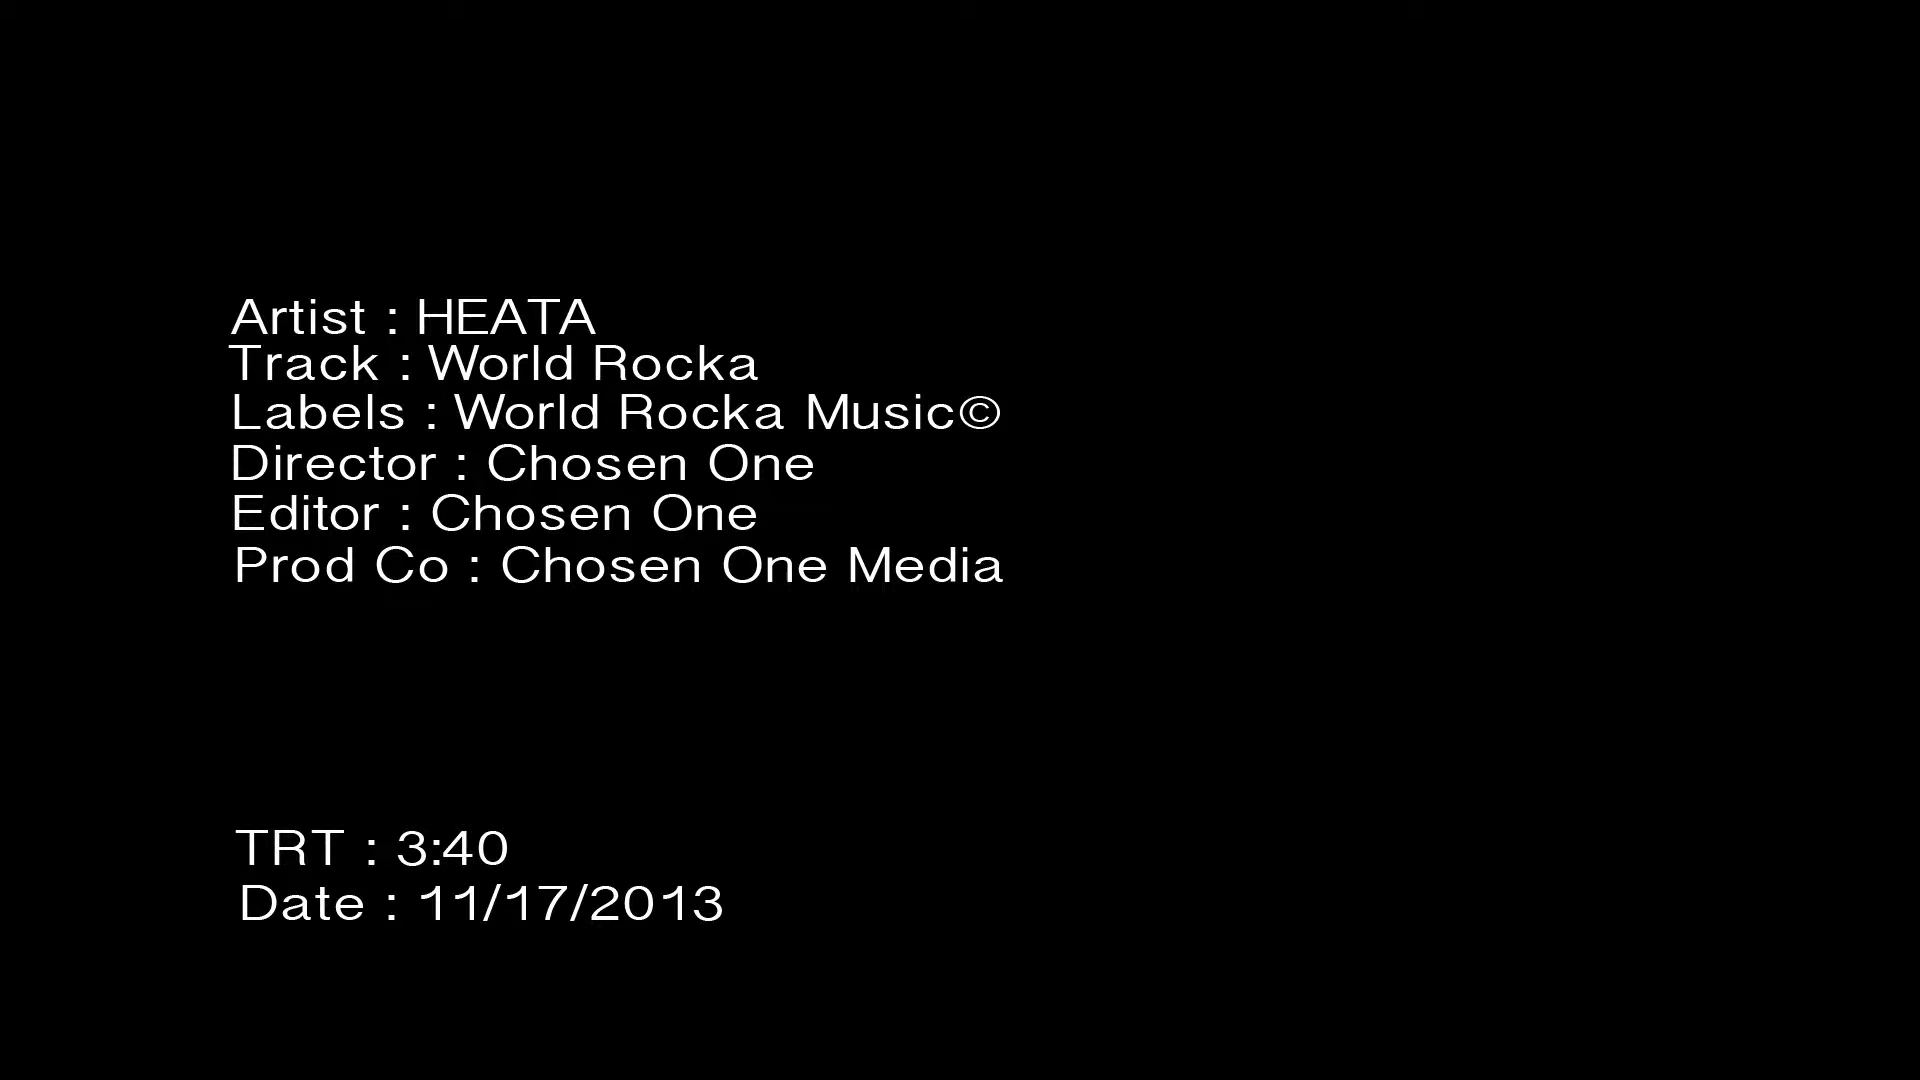 Artist : HEATA
Track : World Rocka
Labels : World Rocka Music©
Director : Chosen One
Editor : Chosen One
Prod Co : Chosen One Media
TRT : 3:40
Date : 11/17/2013